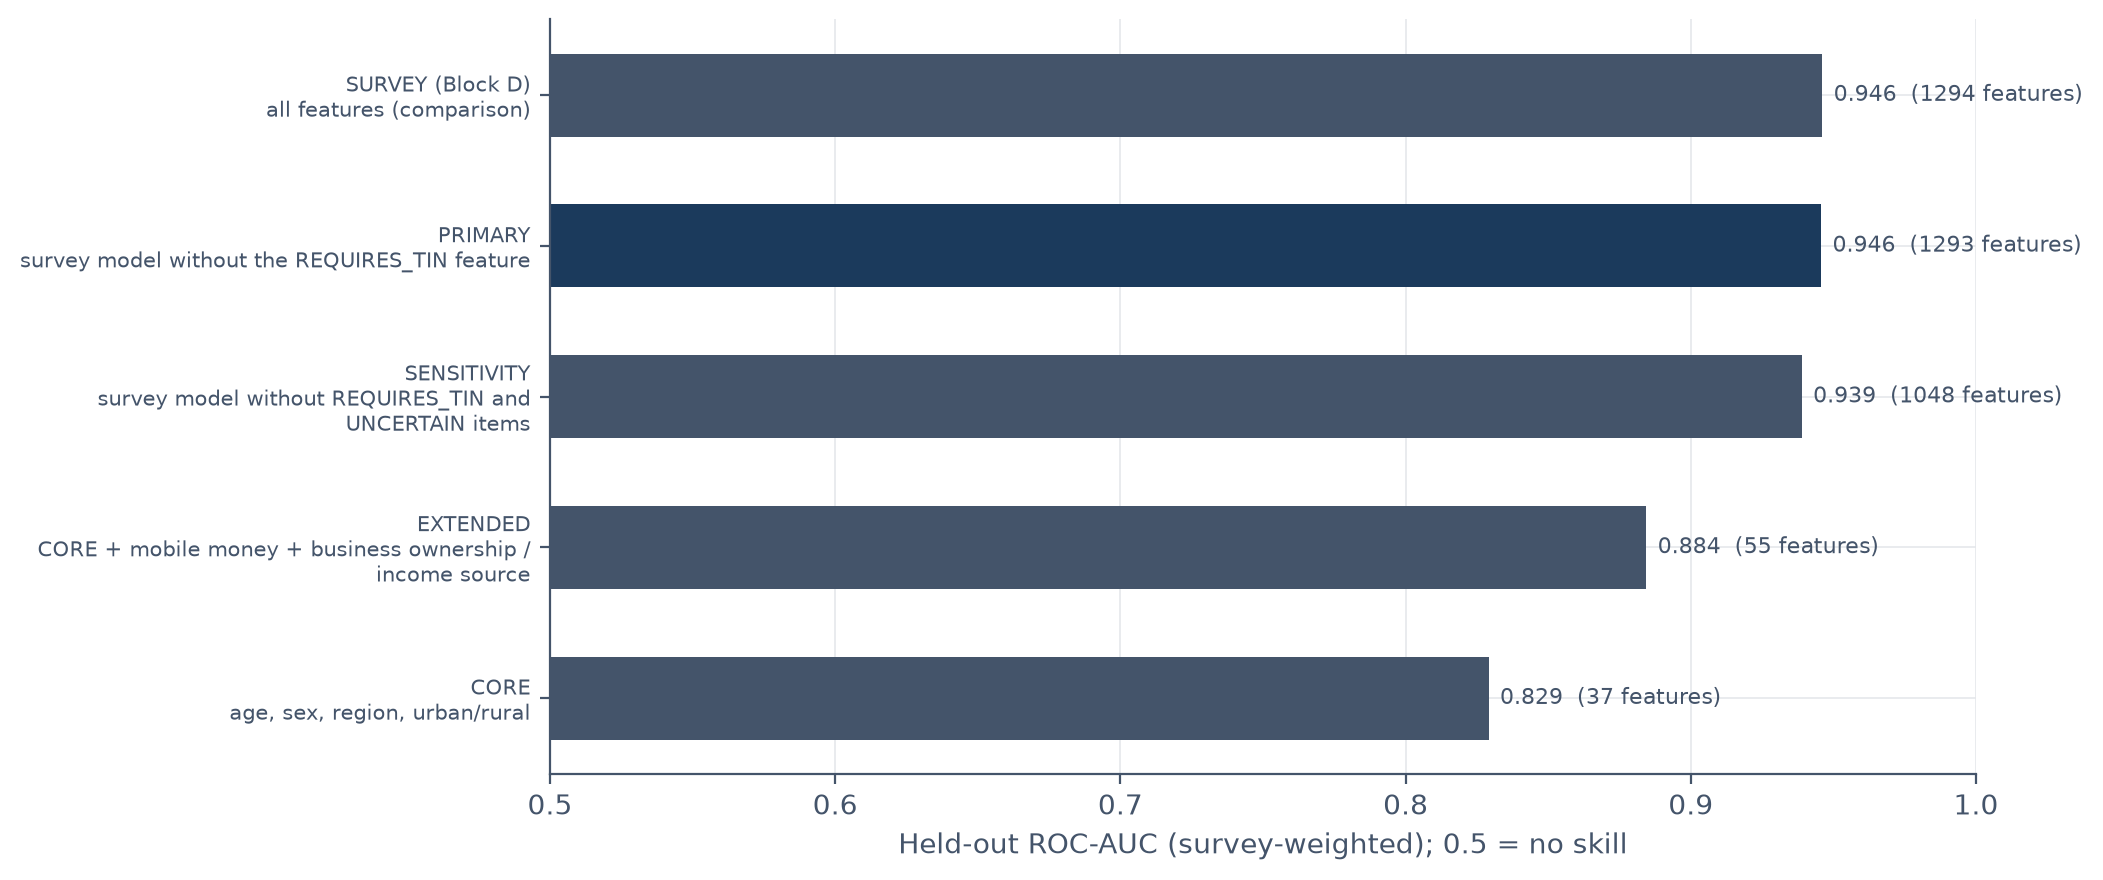 SURVEY (Block D)
all features (comparison)
0.946  (1294 features)
PRIMARY
survey model without the REQUIRES_TIN feature
0.946  (1293 features)
SENSITIVITY
survey model without REQUIRES_TIN and
UNCERTAIN items
0.939  (1048 features)
EXTENDED
CORE + mobile money + business ownership /
income source
0.884  (55 features)
CORE
age, sex, region, urban/rural
0.829  (37 features)
0.5 0.6 0.7 0.8 0.9 1.0
Held-out ROC-AUC (survey-weighted); 0.5 = no skill